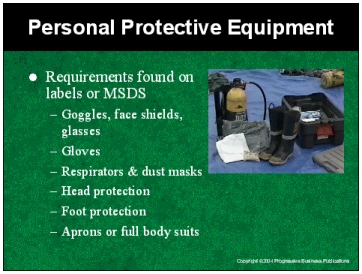 Personal Protective Equipment
Requirements found on
labels or MSDS
– Goggles, face shields,
glasses
– Gloves
– Respirators & dust masks
– Head protection
– Foot protection
– Aprons or full body suits
Copyright ©2004 Progressive Business Publications